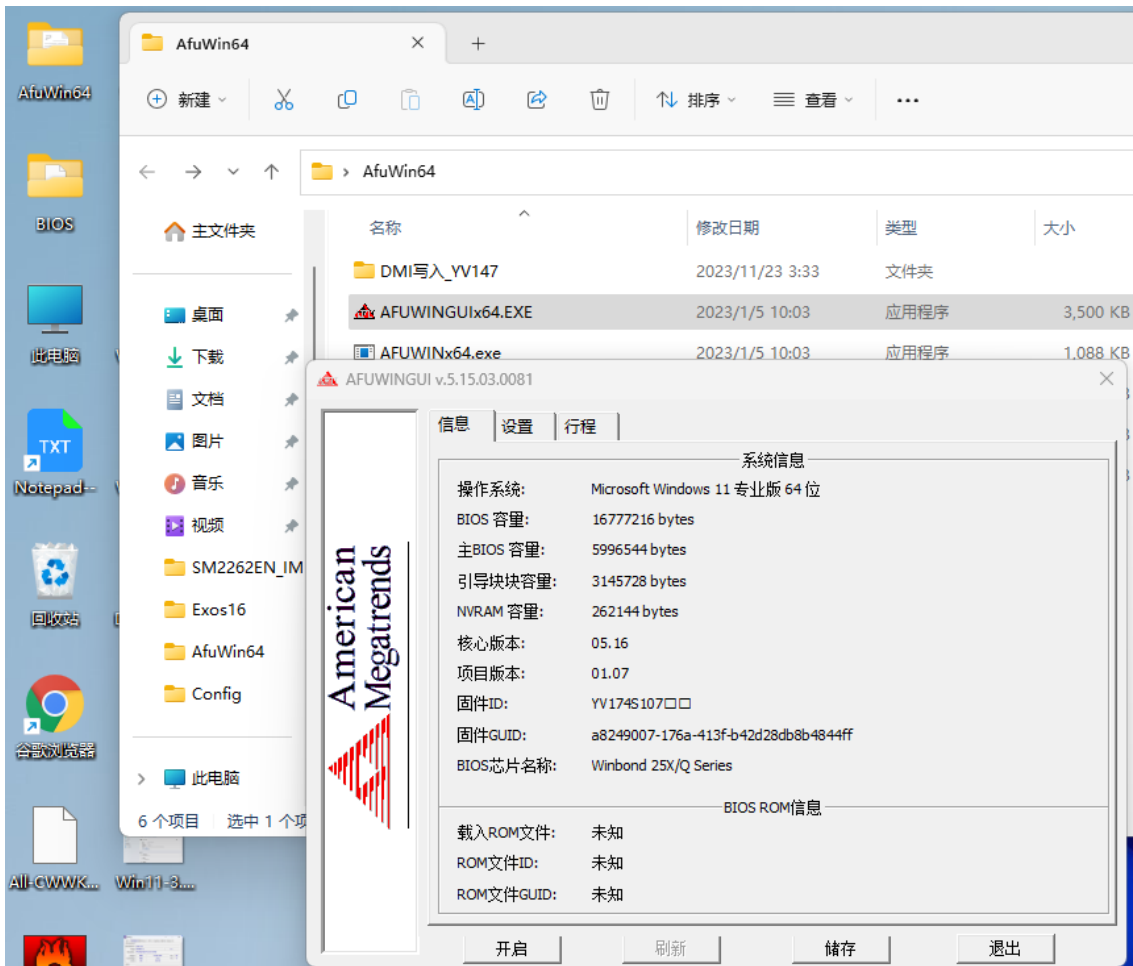 AfuWin64
BIOS
此电脑
TXT
Notepad--
回收站
谷歌浏览器
All-CWWK...
Win11-3....
AfuWin64
新建
排序
查看
AfuWin64
主文件夹
桌面
下载
文档
图片
音乐
视频
SM2262EN_IM
Exos16
AfuWin64
Config
此电脑
6 个项目
选中 1 个项
名称 修改日期 类型 大小
DMI写入_YV147 2023/11/23 3:33 文件夹
AFUWINGUIx64.EXE 2023/1/5 10:03 应用程序 3,500 KB
AFUWINx64.exe 2023/1/5 10:03 应用程序 1,088 KB
AFUWINGUI v.5.15.03.0081
American
Megatrends
信息 设置 行程
系统信息
操作系统: Microsoft Windows 11 专业版 64 位
BIOS 容量: 16777216 bytes
主BIOS 容量: 5996544 bytes
引导块块容量: 3145728 bytes
NVRAM 容量: 262144 bytes
核心版本: 05.16
项目版本: 01.07
固件ID: YV174S107□□
固件GUID: a8249007-176a-413f-b42d28db8b4844ff
BIOS芯片名称: Winbond 25X/Q Series
BIOS ROM信息
载入ROM文件: 未知
ROM文件ID: 未知
ROM文件GUID: 未知
开启 刷新 储存 退出